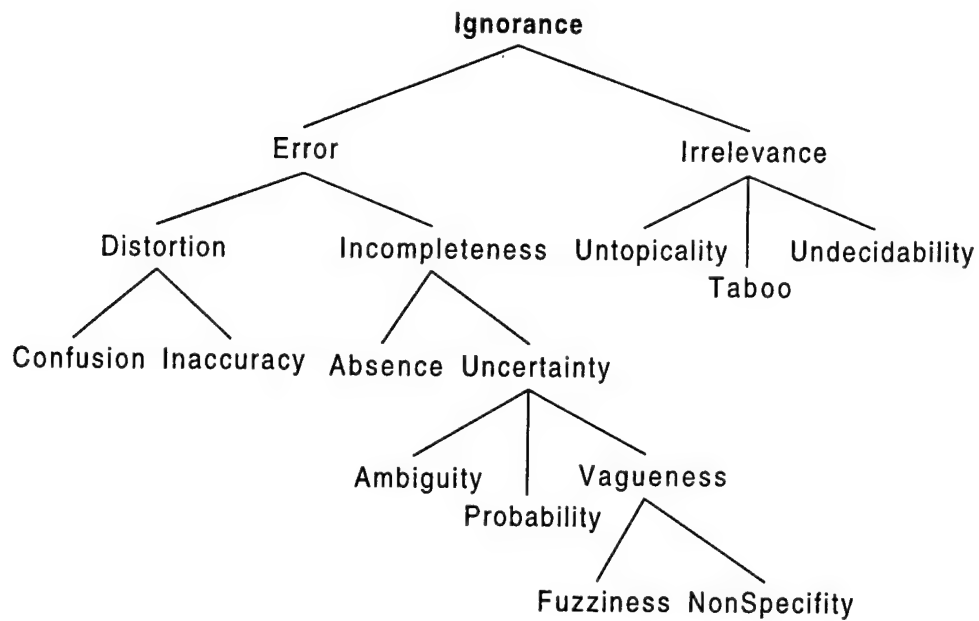 Ignorance
Error Irrelevance
Distortion Incompleteness Untopicality Undecidability
Taboo
Confusion Inaccuracy Absence Uncertainty
Ambiguity Vagueness
Probability
Fuzziness NonSpecifity